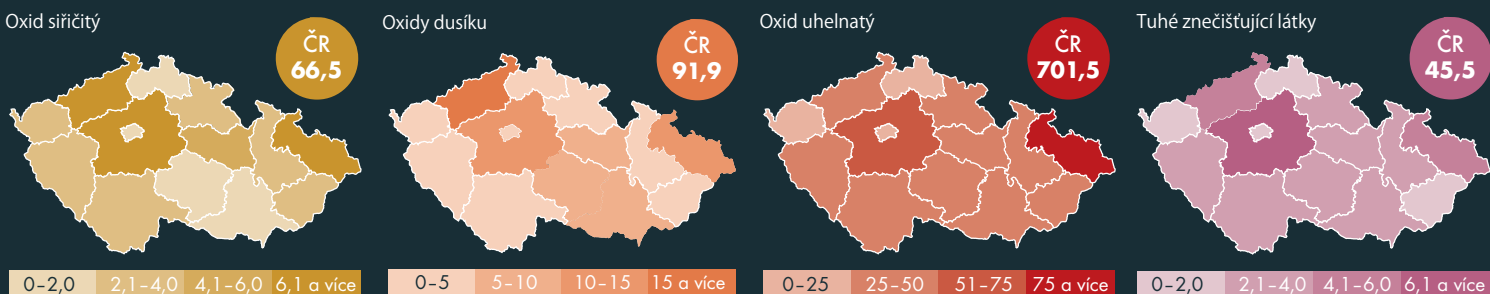 Oxid siřičitý
ČR
66,5
0–2,0 2,1–4,0 4,1–6,0 6,1 a více
Oxidy dusíku
ČR
91,9
0–5 5–10 10–15 15 a více
Oxid uhelnatý
ČR
701,5
0–25 25–50 51–75 75 a více
Tuhé znečišťující látky
ČR
45,5
0–2,0 2,1–4,0 4,1–6,0 6,1 a více